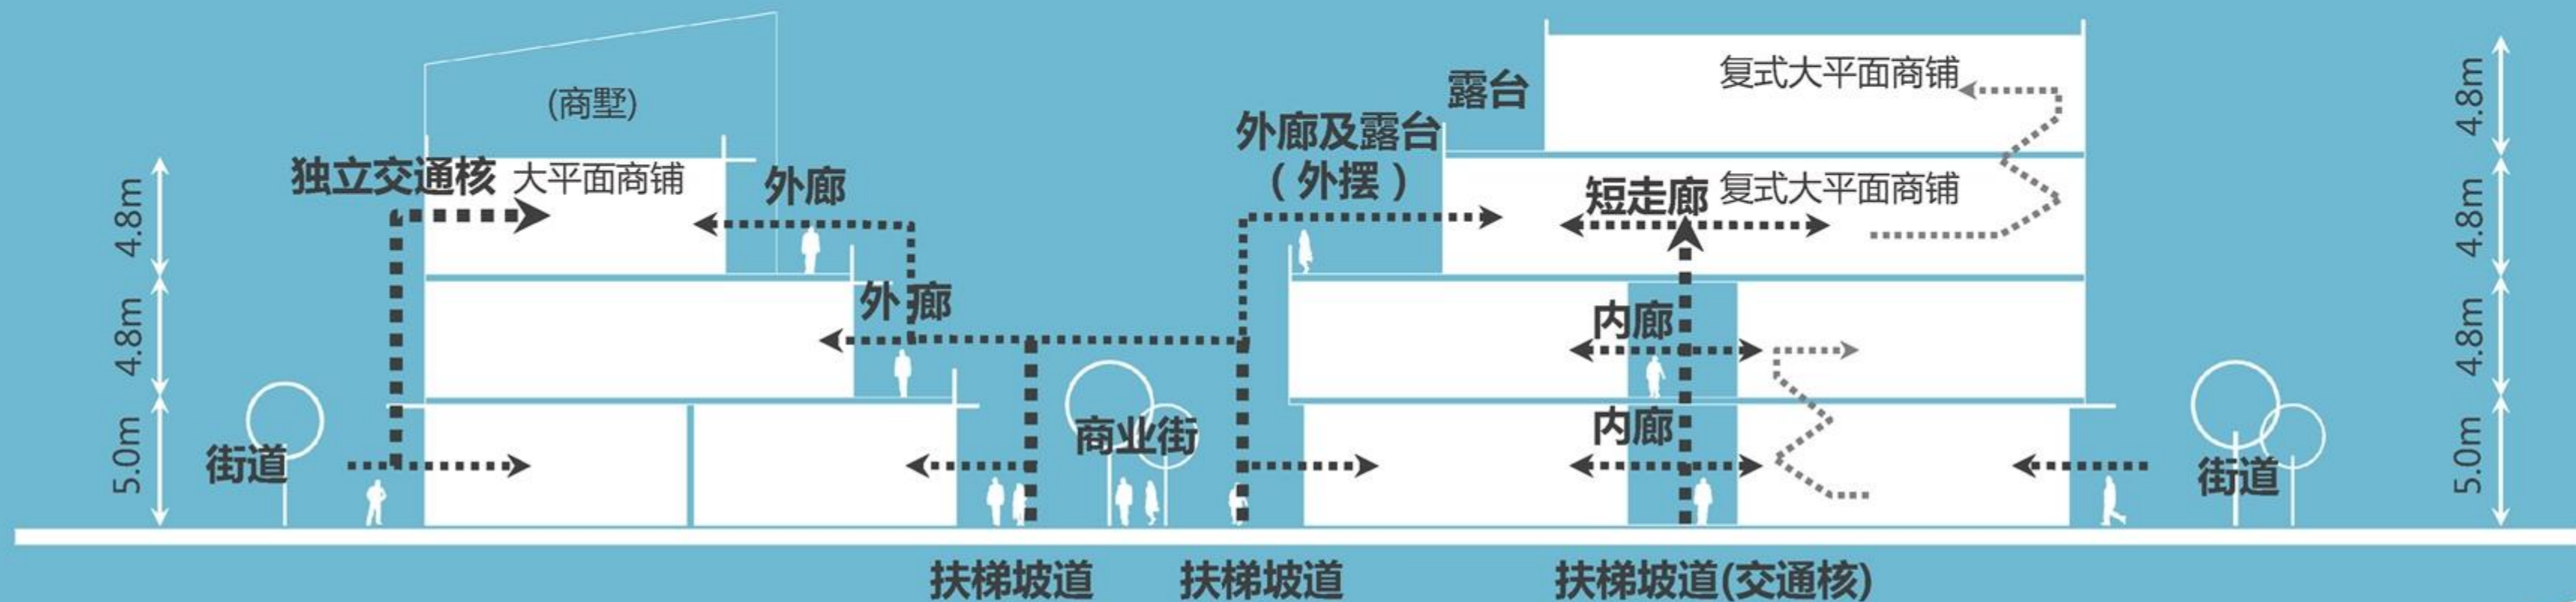 (商墅)
独立交通核
大平面商铺
外廊
外廊
4.8m
4.8m
5.0m
街道
商业街
外廊及露台
(外摆)
露台
复式大平面商铺
短走廊
复式大平面商铺
内廊
内廊
街道
4.8m
4.8m
4.8m
5.0m
扶梯坡道
扶梯坡道
扶梯坡道(交通核)